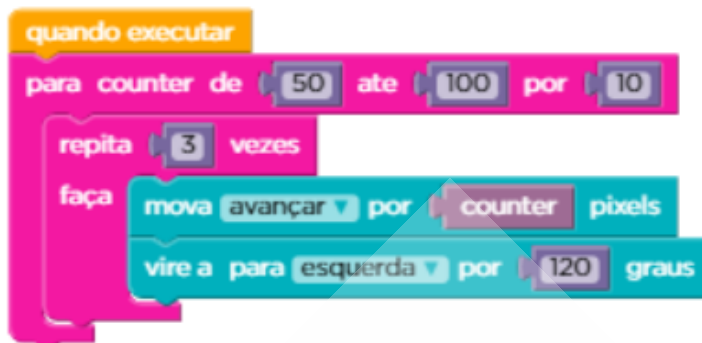 quando executar
para counter de 50 ate 100 por 10
repita 3 vezes
faça
mova avançar por counter pixels
vire a para esquerda por 120 graus